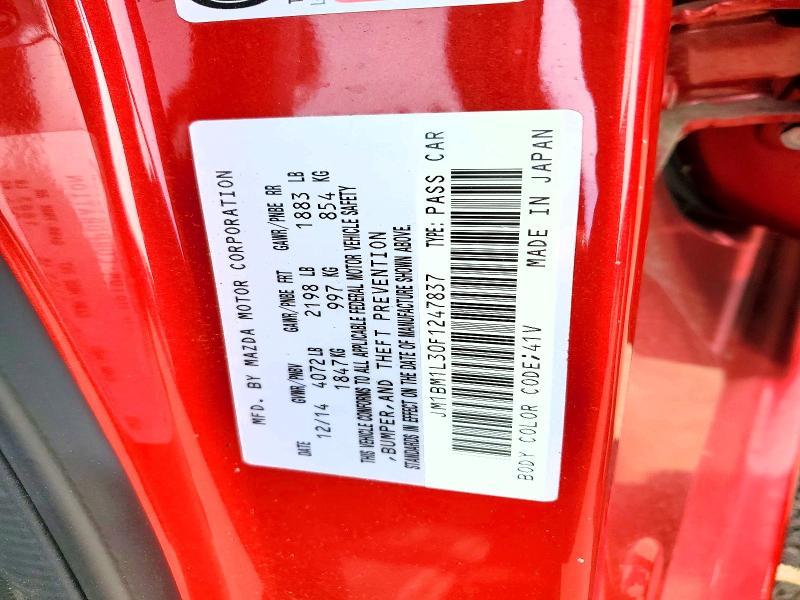 MFD. BY MAZDA MOTOR CORPORATION
DATE GVWR/PNBV GAWR/PNBE FRT GAWR/PNBE RR
12/14 4072LB 2198 LB 1883 LB
1847KG 997 KG 854 KG
THIS VEHICLE CONFORMS TO ALL APPLICABLE FEDERAL MOTOR VEHICLE SAFETY
,BUMPER,AND THEFT PREVENTION
STANDARDS IN EFFECT ON THE DATE OF MANUFACTURE SHOWN ABOVE.
JM1BM1L30F1247837 TYPE: PASS CAR
BODY COLOR CODE;41V MADE IN JAPAN